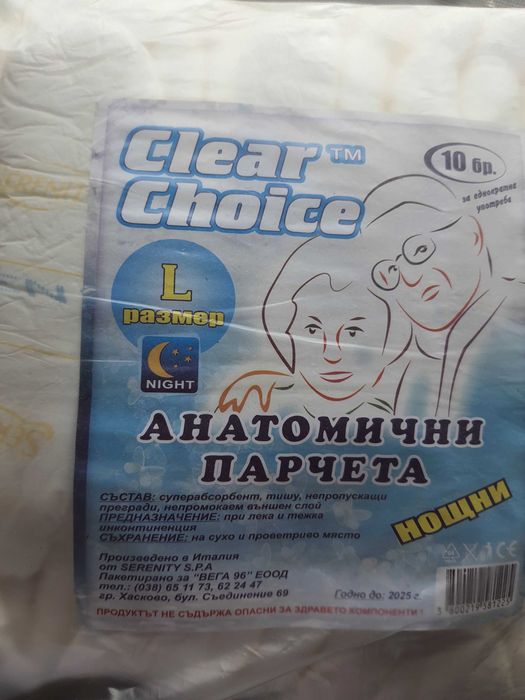 Clear™
Choice
10 бр.
за еднократна
употреба
L
размер
NIGHT
АНАТОМИЧНИ
ПАРЧЕТА
НОЩНИ
СЪСТАВ: суперабсорбент, тишу, непропускащи
прегради, непромокаем външен слой
ПРЕДНАЗНАЧЕНИЕ: при лека и тежка
инконтиненция
СЪХРАНЕНИЕ: на сухо и проветриво място
Произведено в Италия
от SERENITY S.P.A
Пакетирано за "ВЕГА 96" ЕООД
тел.: (038) 65 11 73, 62 24 47
гр. Хасково, бул. Съединение 69
Годно до: 2025 г.
ПРОДУКТЪТ НЕ СЪДЪРЖА ОПАСНИ ЗА ЗДРАВЕТО КОМПОНЕНТИ !
3 800219 381225